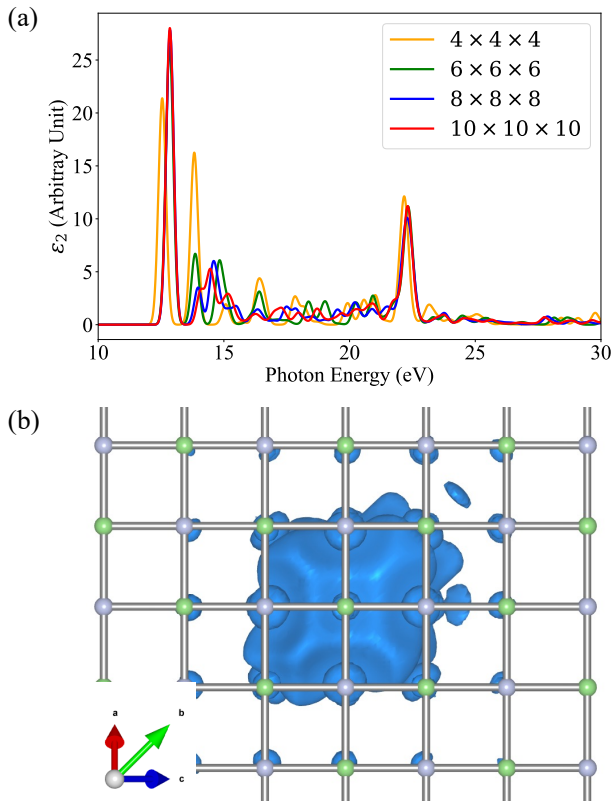 (a)
ε₂ (Arbitray Unit)
25
20
15
10
5
0
4 × 4 × 4
6 × 6 × 6
8 × 8 × 8
10 × 10 × 10
10 15 20 25 30
Photon Energy (eV)
(b)
a b
c